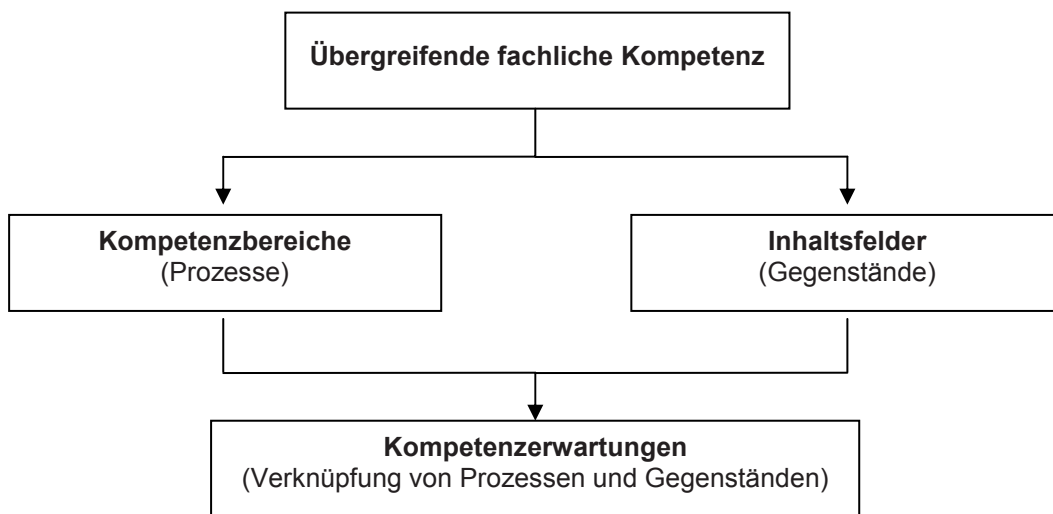 Übergreifende fachliche Kompetenz
Kompetenzbereiche
(Prozesse)
Inhaltsfelder
(Gegenstände)
Kompetenzerwartungen
(Verknüpfung von Prozessen und Gegenständen)